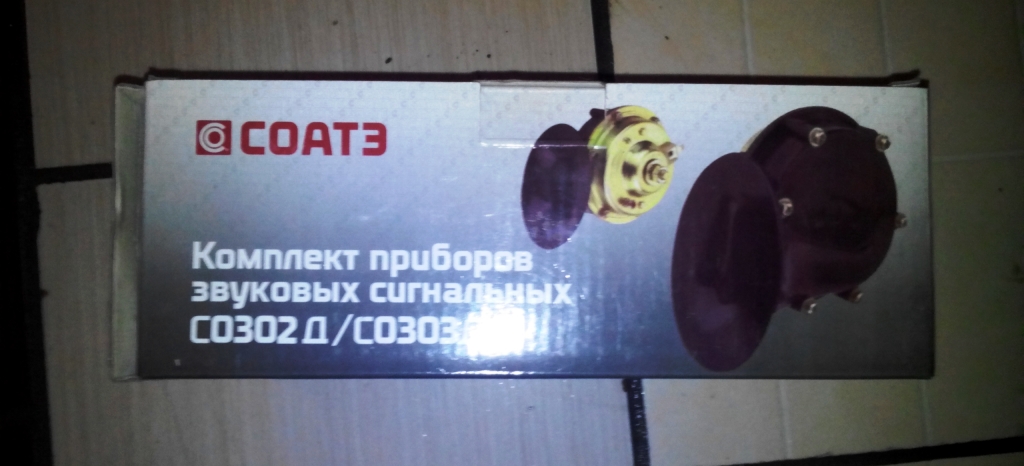 СОАТЭ
Комплект приборов
звуковых сигнальных
С302Д/С303